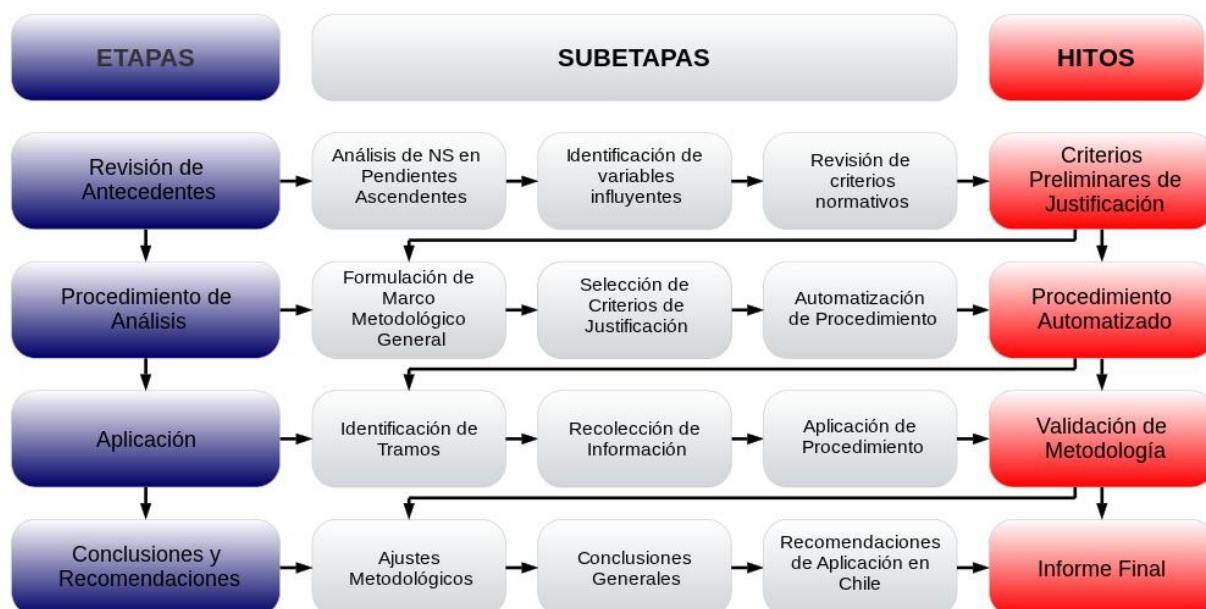 ETAPAS
SUBETAPAS
HITOS
Revisión de
Antecedentes
Análisis de NS en
Pendientes
Ascendentes
Identificación de
variables
influyentes
Revisión de
criterios
normativos
Criterios
Preliminares de
Justificación
Procedimiento de
Análisis
Formulación de
Marco
Metodológico
General
Selección de
Criterios de
Justificación
Automatización
de Procedimiento
Procedimiento
Automatizado
Aplicación
Identificación de
Tramos
Recolección de
Información
Aplicación de
Procedimiento
Validación de
Metodología
Conclusiones y
Recomendaciones
Ajustes
Metodológicos
Conclusiones
Generales
Recomendaciones
de Aplicación en
Chile
Informe Final